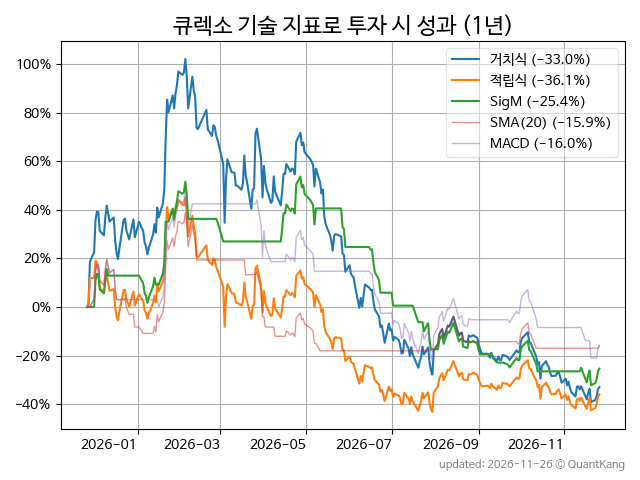 큐렉소 기술 지표로 투자 시 성과 (1년)
거치식 (−33.0%)
적립식 (−36.1%)
SigM (−25.4%)
SMA(20) (−15.9%)
MACD (−16.0%)
100%
80%
60%
40%
20%
0%
−20%
−40%
2026-01
2026-03
2026-05
2026-07
2026-09
2026-11
updated: 2026-11-26 © QuantKang